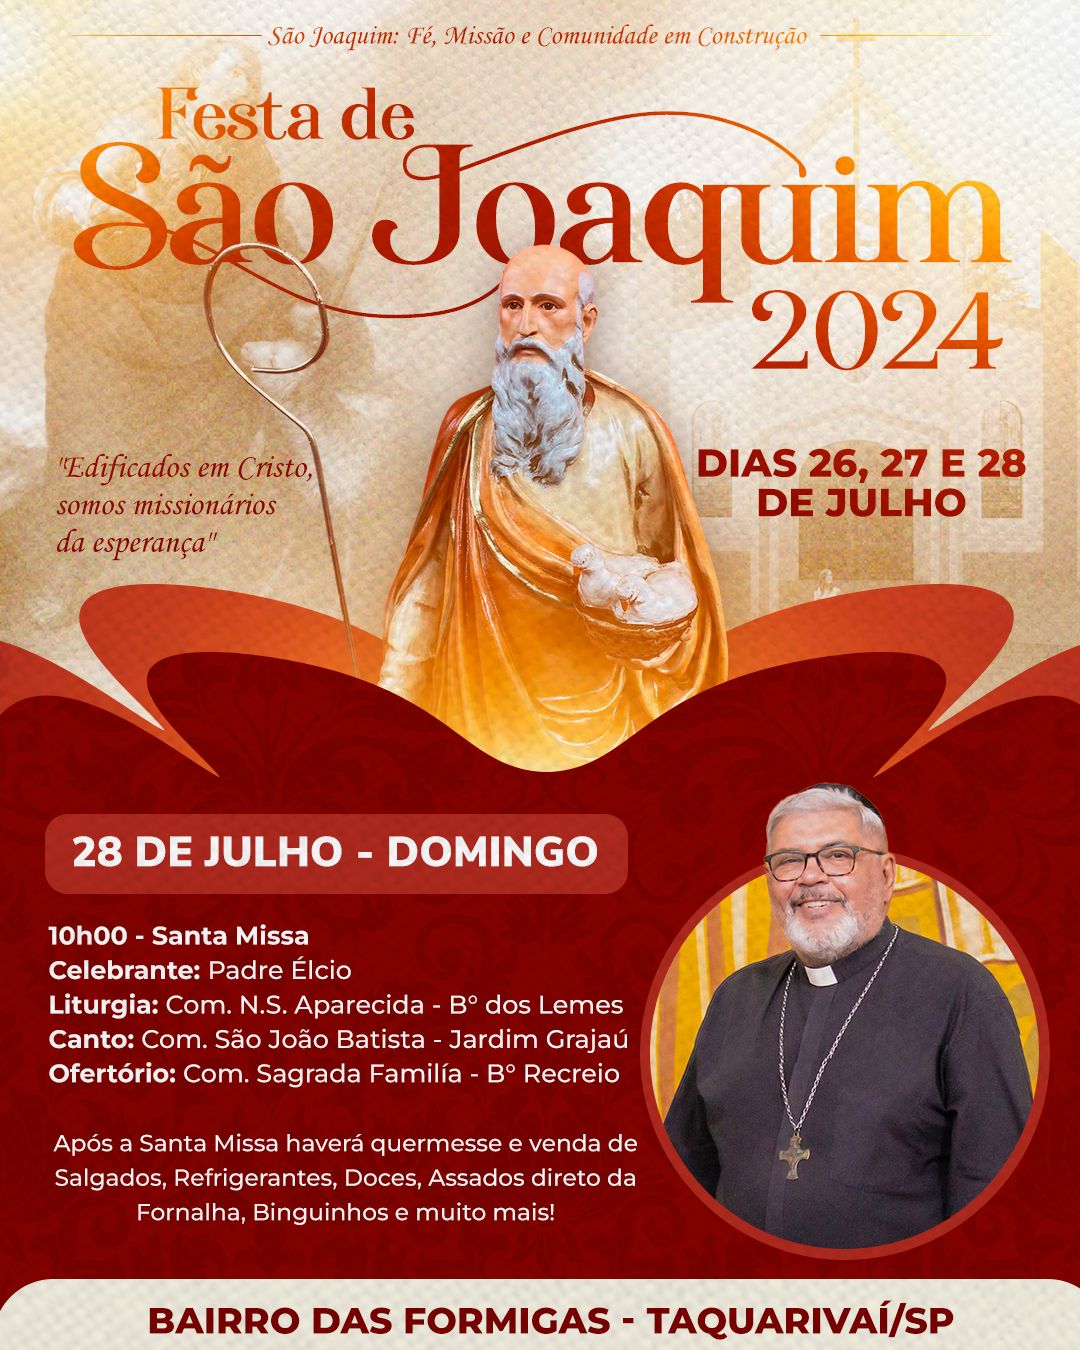 São Joaquim: Fé, Missão e Comunidade em Construção
Festa de
São Joaquim
2024
"Edificados em Cristo,
somos missionários
da esperança"
DIAS 26, 27 E 28
DE JULHO
28 DE JULHO - DOMINGO
10h00 - Santa Missa
Celebrante: Padre Élcio
Liturgia: Com. N.S. Aparecida - B° dos Lemes
Canto: Com. São João Batista - Jardim Grajaú
Ofertório: Com. Sagrada Familía - B° Recreio
Após a Santa Missa haverá quermesse e venda de
Salgados, Refrigerantes, Doces, Assados direto da
Fornalha, Binguinhos e muito mais!
BAIRRO DAS FORMIGAS - TAQUARIVAÍ/SP